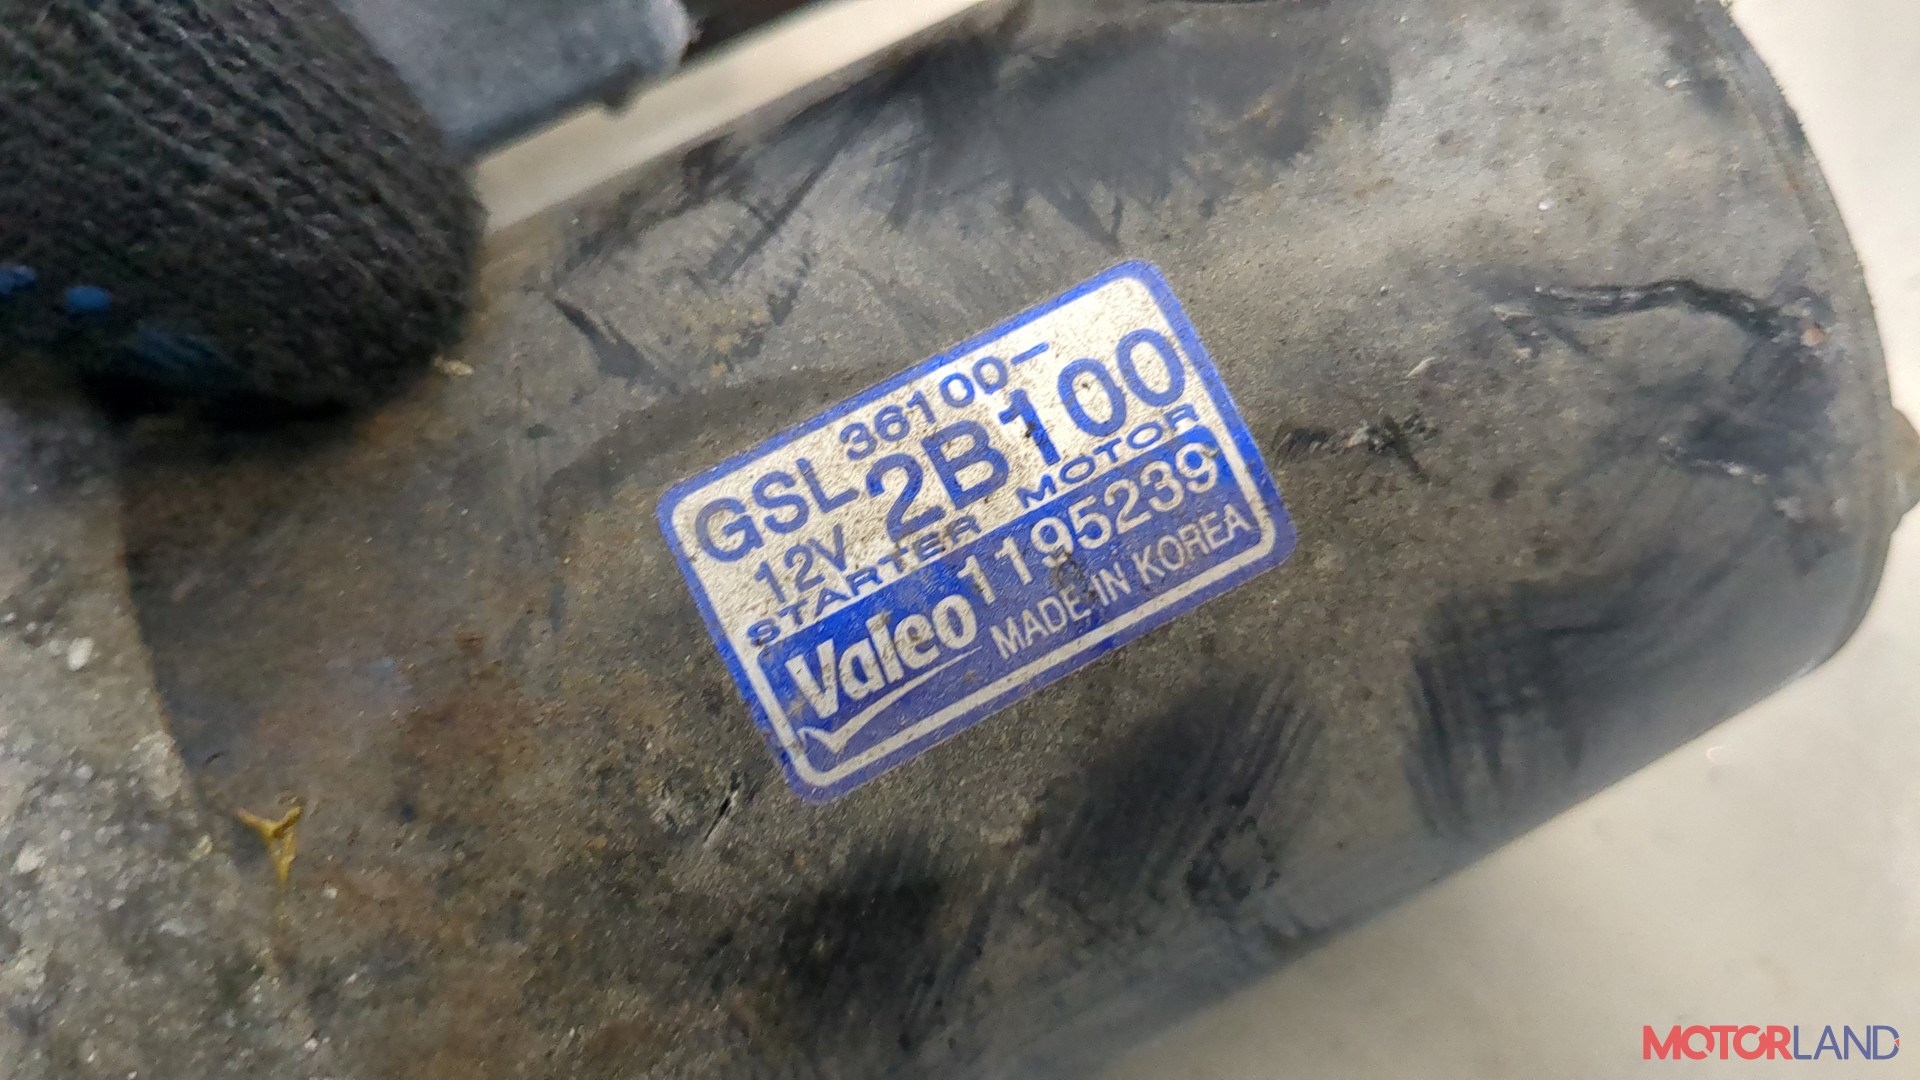 GSL 36100-
12V 2B100
STARTER MOTOR
Valeo 1195239
MADE IN KOREA
MOTORLAND